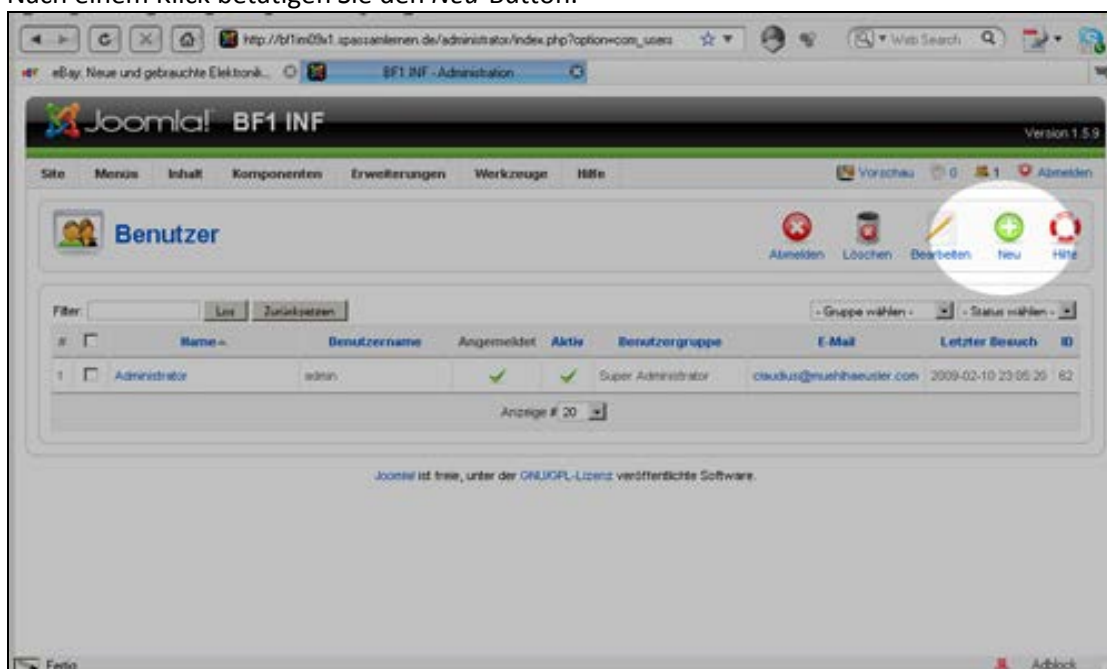 Nach einem Klick betätigen Sie den Neu-Button.
http://bf1im09x1.spassamlernen.de/administrator/index.php?option=com_users
Web Search
eBay: Neue und gebrauchte Elektronik...
BF1 INF - Administration
Joomla! BF1 INF
Version 1.5.9
Site Menüs Inhalt Komponenten Erweiterungen Werkzeuge Hilfe Vorschau 0 1 Abmelden
Benutzer
Abmelden Löschen Bearbeiten Neu Hilfe
Filter: Los Zurücksetzen - Gruppe wählen - - Status wählen -
# Name Benutzername Angemeldet Aktiv Benutzergruppe E-Mail Letzter Besuch ID
1 Administrator admin Super Administrator claudius@muehlhaeusler.com 2009-02-10 23:05:20 62
Anzeige # 20
Joomla! ist freie, unter der GNU/GPL-Lizenz veröffentlichte Software.
Fertig
Adblock